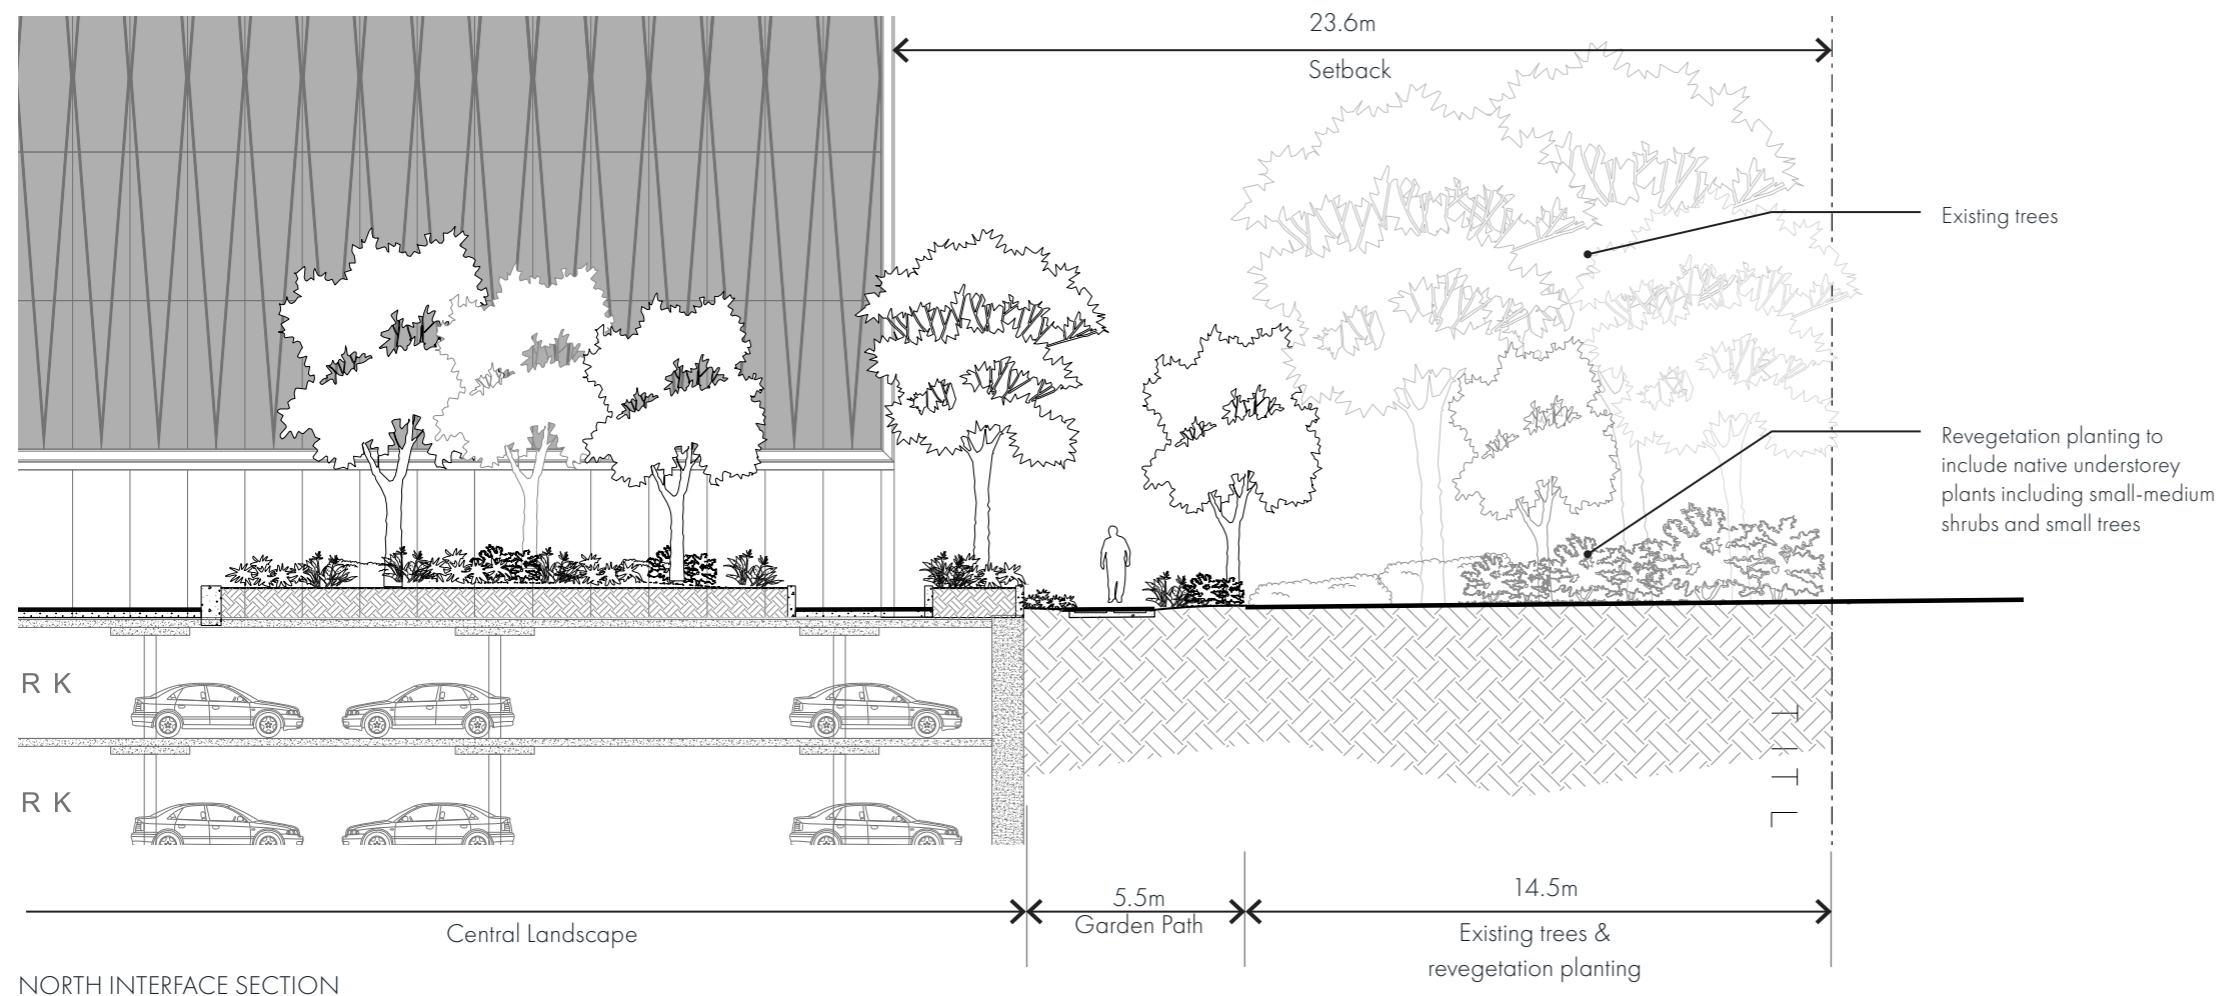 23.6m
Setback
Existing trees
Revegetation planting to
include native understorey
plants including small-medium
shrubs and small trees
R K
R K
5.5m
Garden Path
14.5m
Existing trees &
revegetation planting
Central Landscape
NORTH INTERFACE SECTION